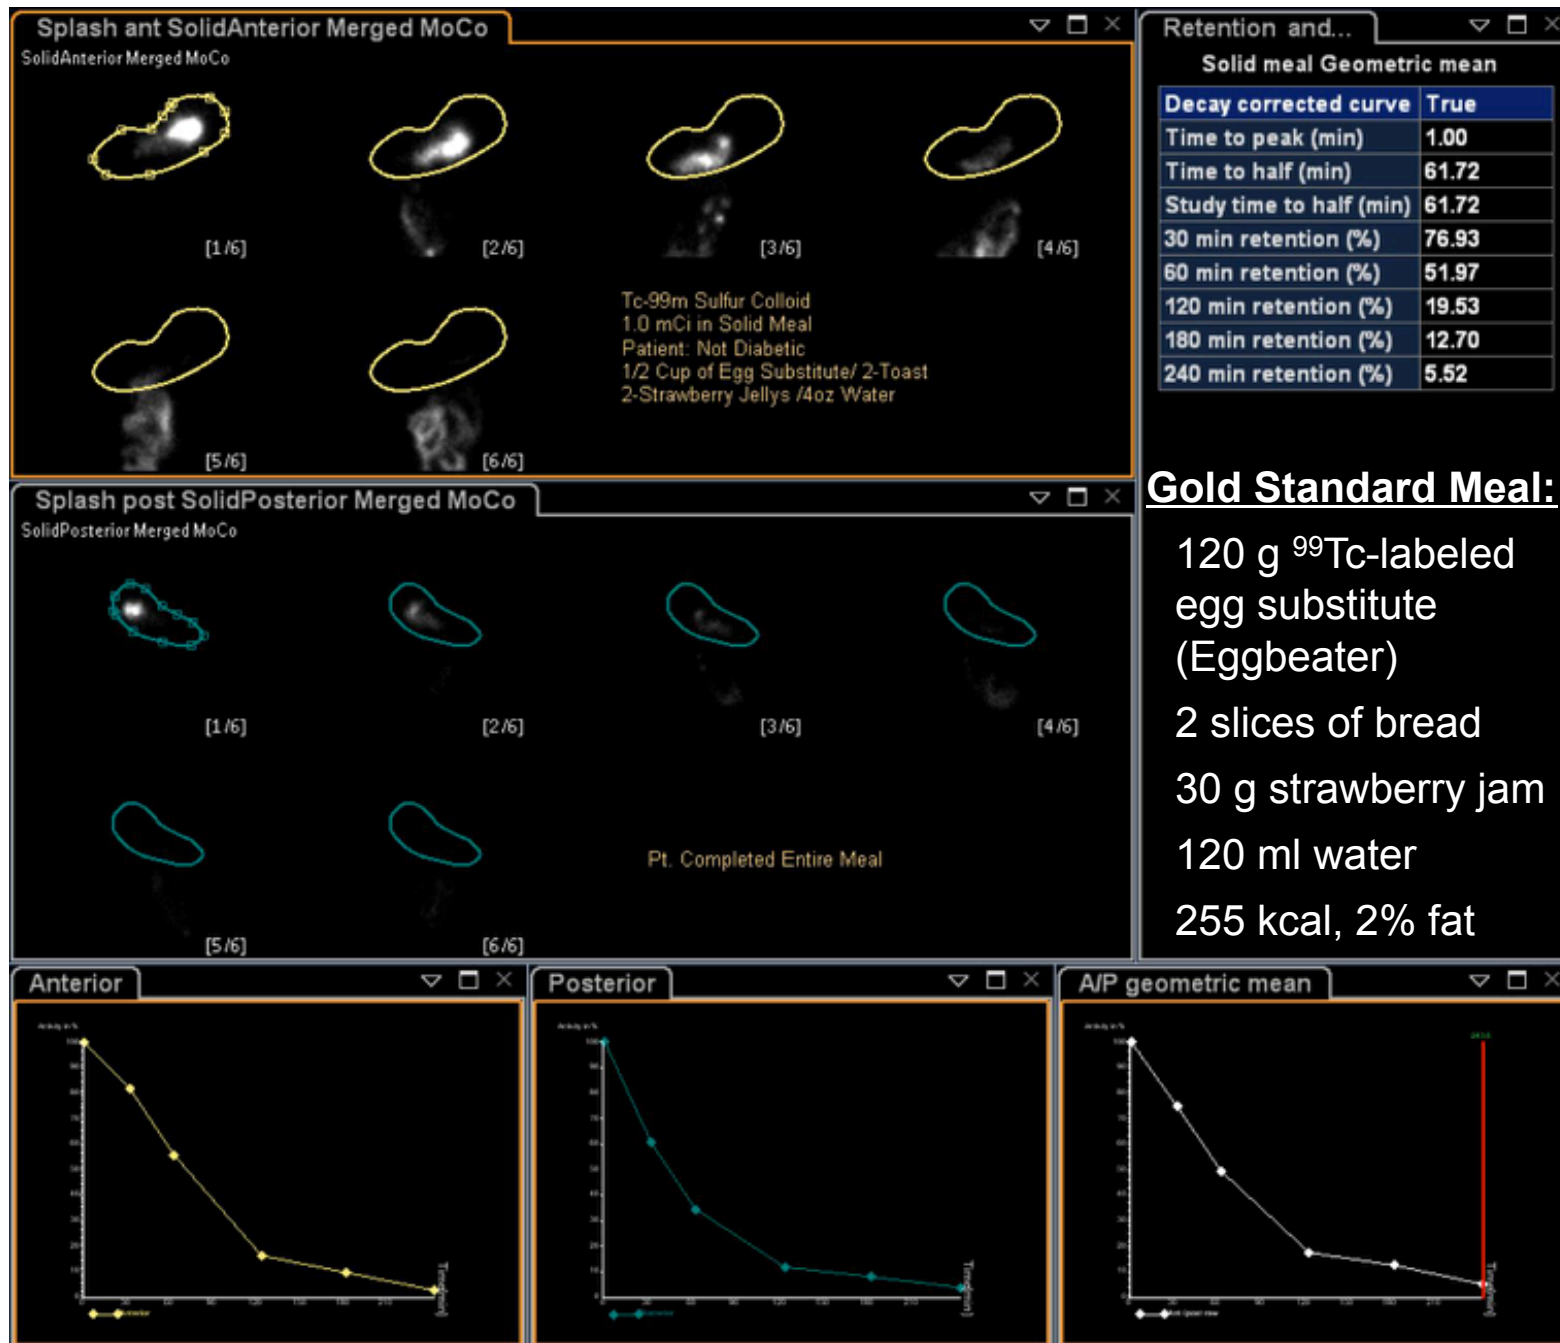 Splash ant SolidAnterior Merged MoCo
SolidAnterior Merged MoCo
[1/6]
[2/6]
[3/6]
[4/6]
[5/6]
[6/6]
Tc-99m Sulfur Colloid
1.0 mCi in Solid Meal
Patient: Not Diabetic
1/2 Cup of Egg Substitute/ 2-Toast
2-Strawberry Jellys /4oz Water
Retention and...
Solid meal Geometric mean
Decay corrected curve True
Time to peak (min) 1.00
Time to half (min) 61.72
Study time to half (min) 61.72
30 min retention (%) 76.93
60 min retention (%) 51.97
120 min retention (%) 19.53
180 min retention (%) 12.70
240 min retention (%) 5.52
Gold Standard Meal:
120 g ⁹⁹Tc-labeled
egg substitute
(Eggbeater)
2 slices of bread
30 g strawberry jam
120 ml water
255 kcal, 2% fat
Splash post SolidPosterior Merged MoCo
SolidPosterior Merged MoCo
[1/6]
[2/6]
[3/6]
[4/6]
[5/6]
[6/6]
Pt. Completed Entire Meal
Anterior
Time[min]
Posterior
Time[min]
A/P geometric mean
Time[min]